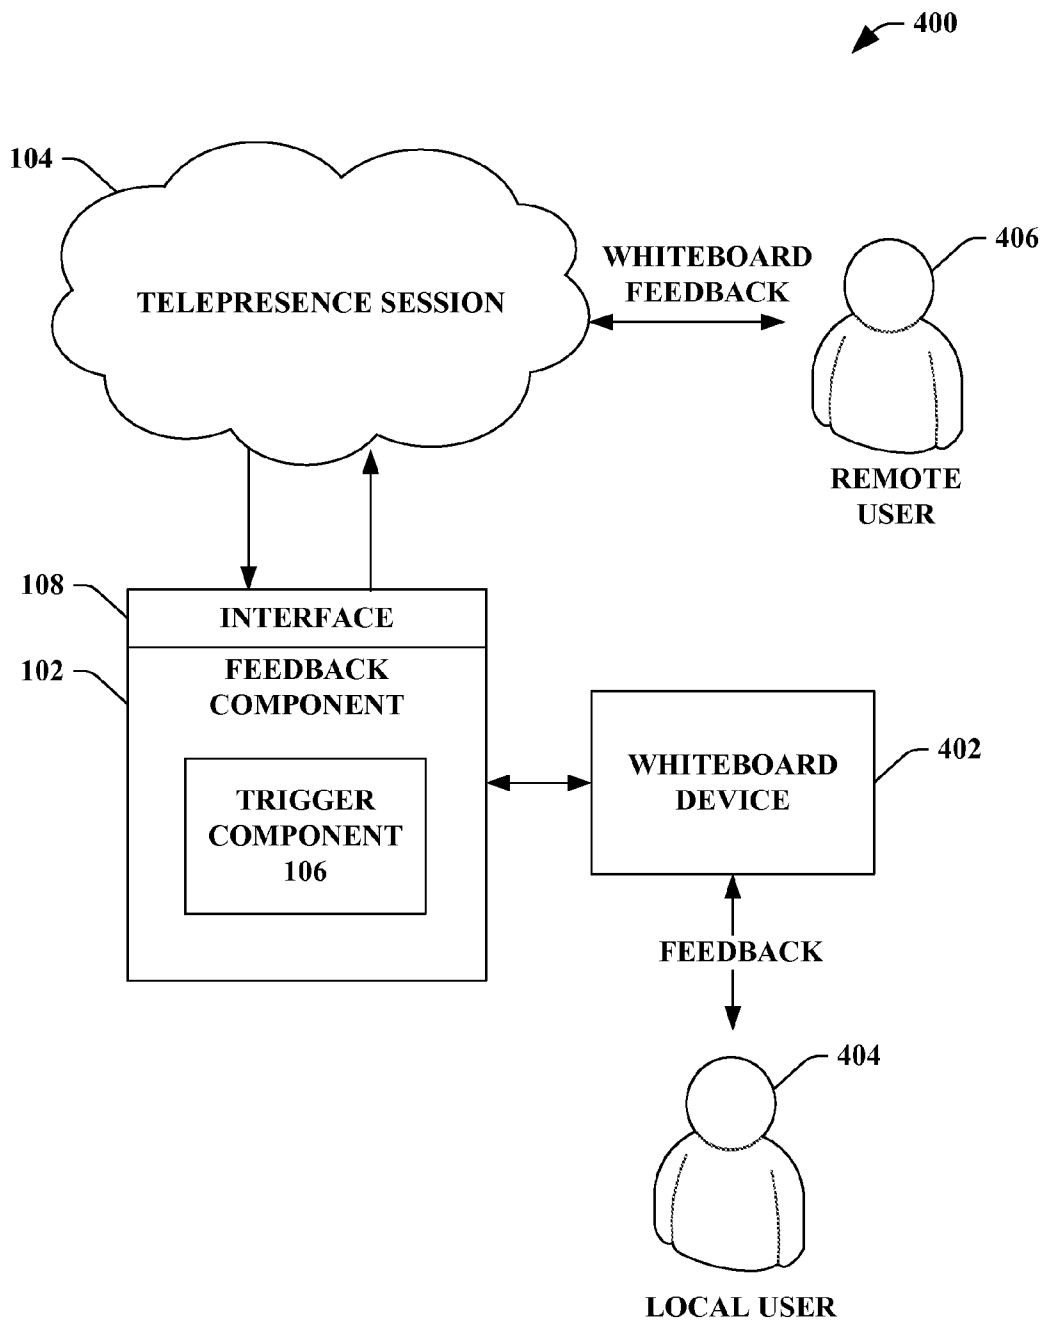 400
104
TELEPRESENCE SESSION
WHITEBOARD
FEEDBACK
406
REMOTE
USER
108
INTERFACE
102
FEEDBACK
COMPONENT
TRIGGER
COMPONENT
106
WHITEBOARD
DEVICE
402
FEEDBACK
404
LOCAL USER